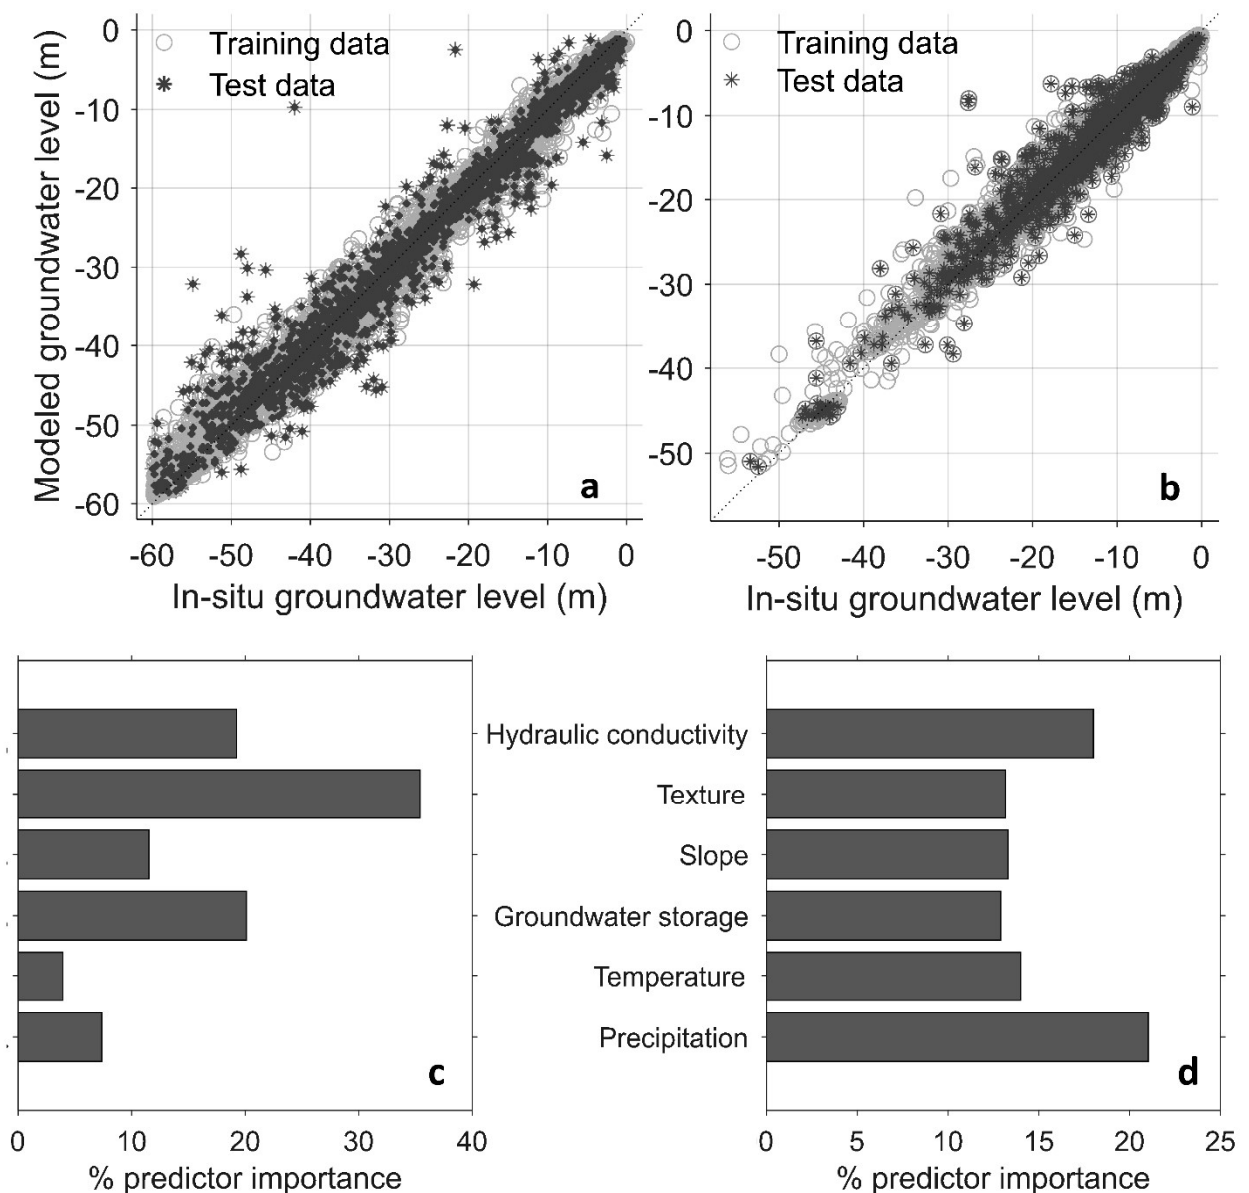 Training data
Test data
0
-10
-20
-30
-40
-50
-60
Modeled groundwater level (m)
a
-60 -50 -40 -30 -20 -10 0
In-situ groundwater level (m)
Training data
Test data
0
-10
-20
-30
-40
-50
b
-50 -40 -30 -20 -10 0
In-situ groundwater level (m)
c
0 10 20 30 40
% predictor importance
Hydraulic conductivity
Texture
Slope
Groundwater storage
Temperature
Precipitation
d
0 5 10 15 20 25
% predictor importance